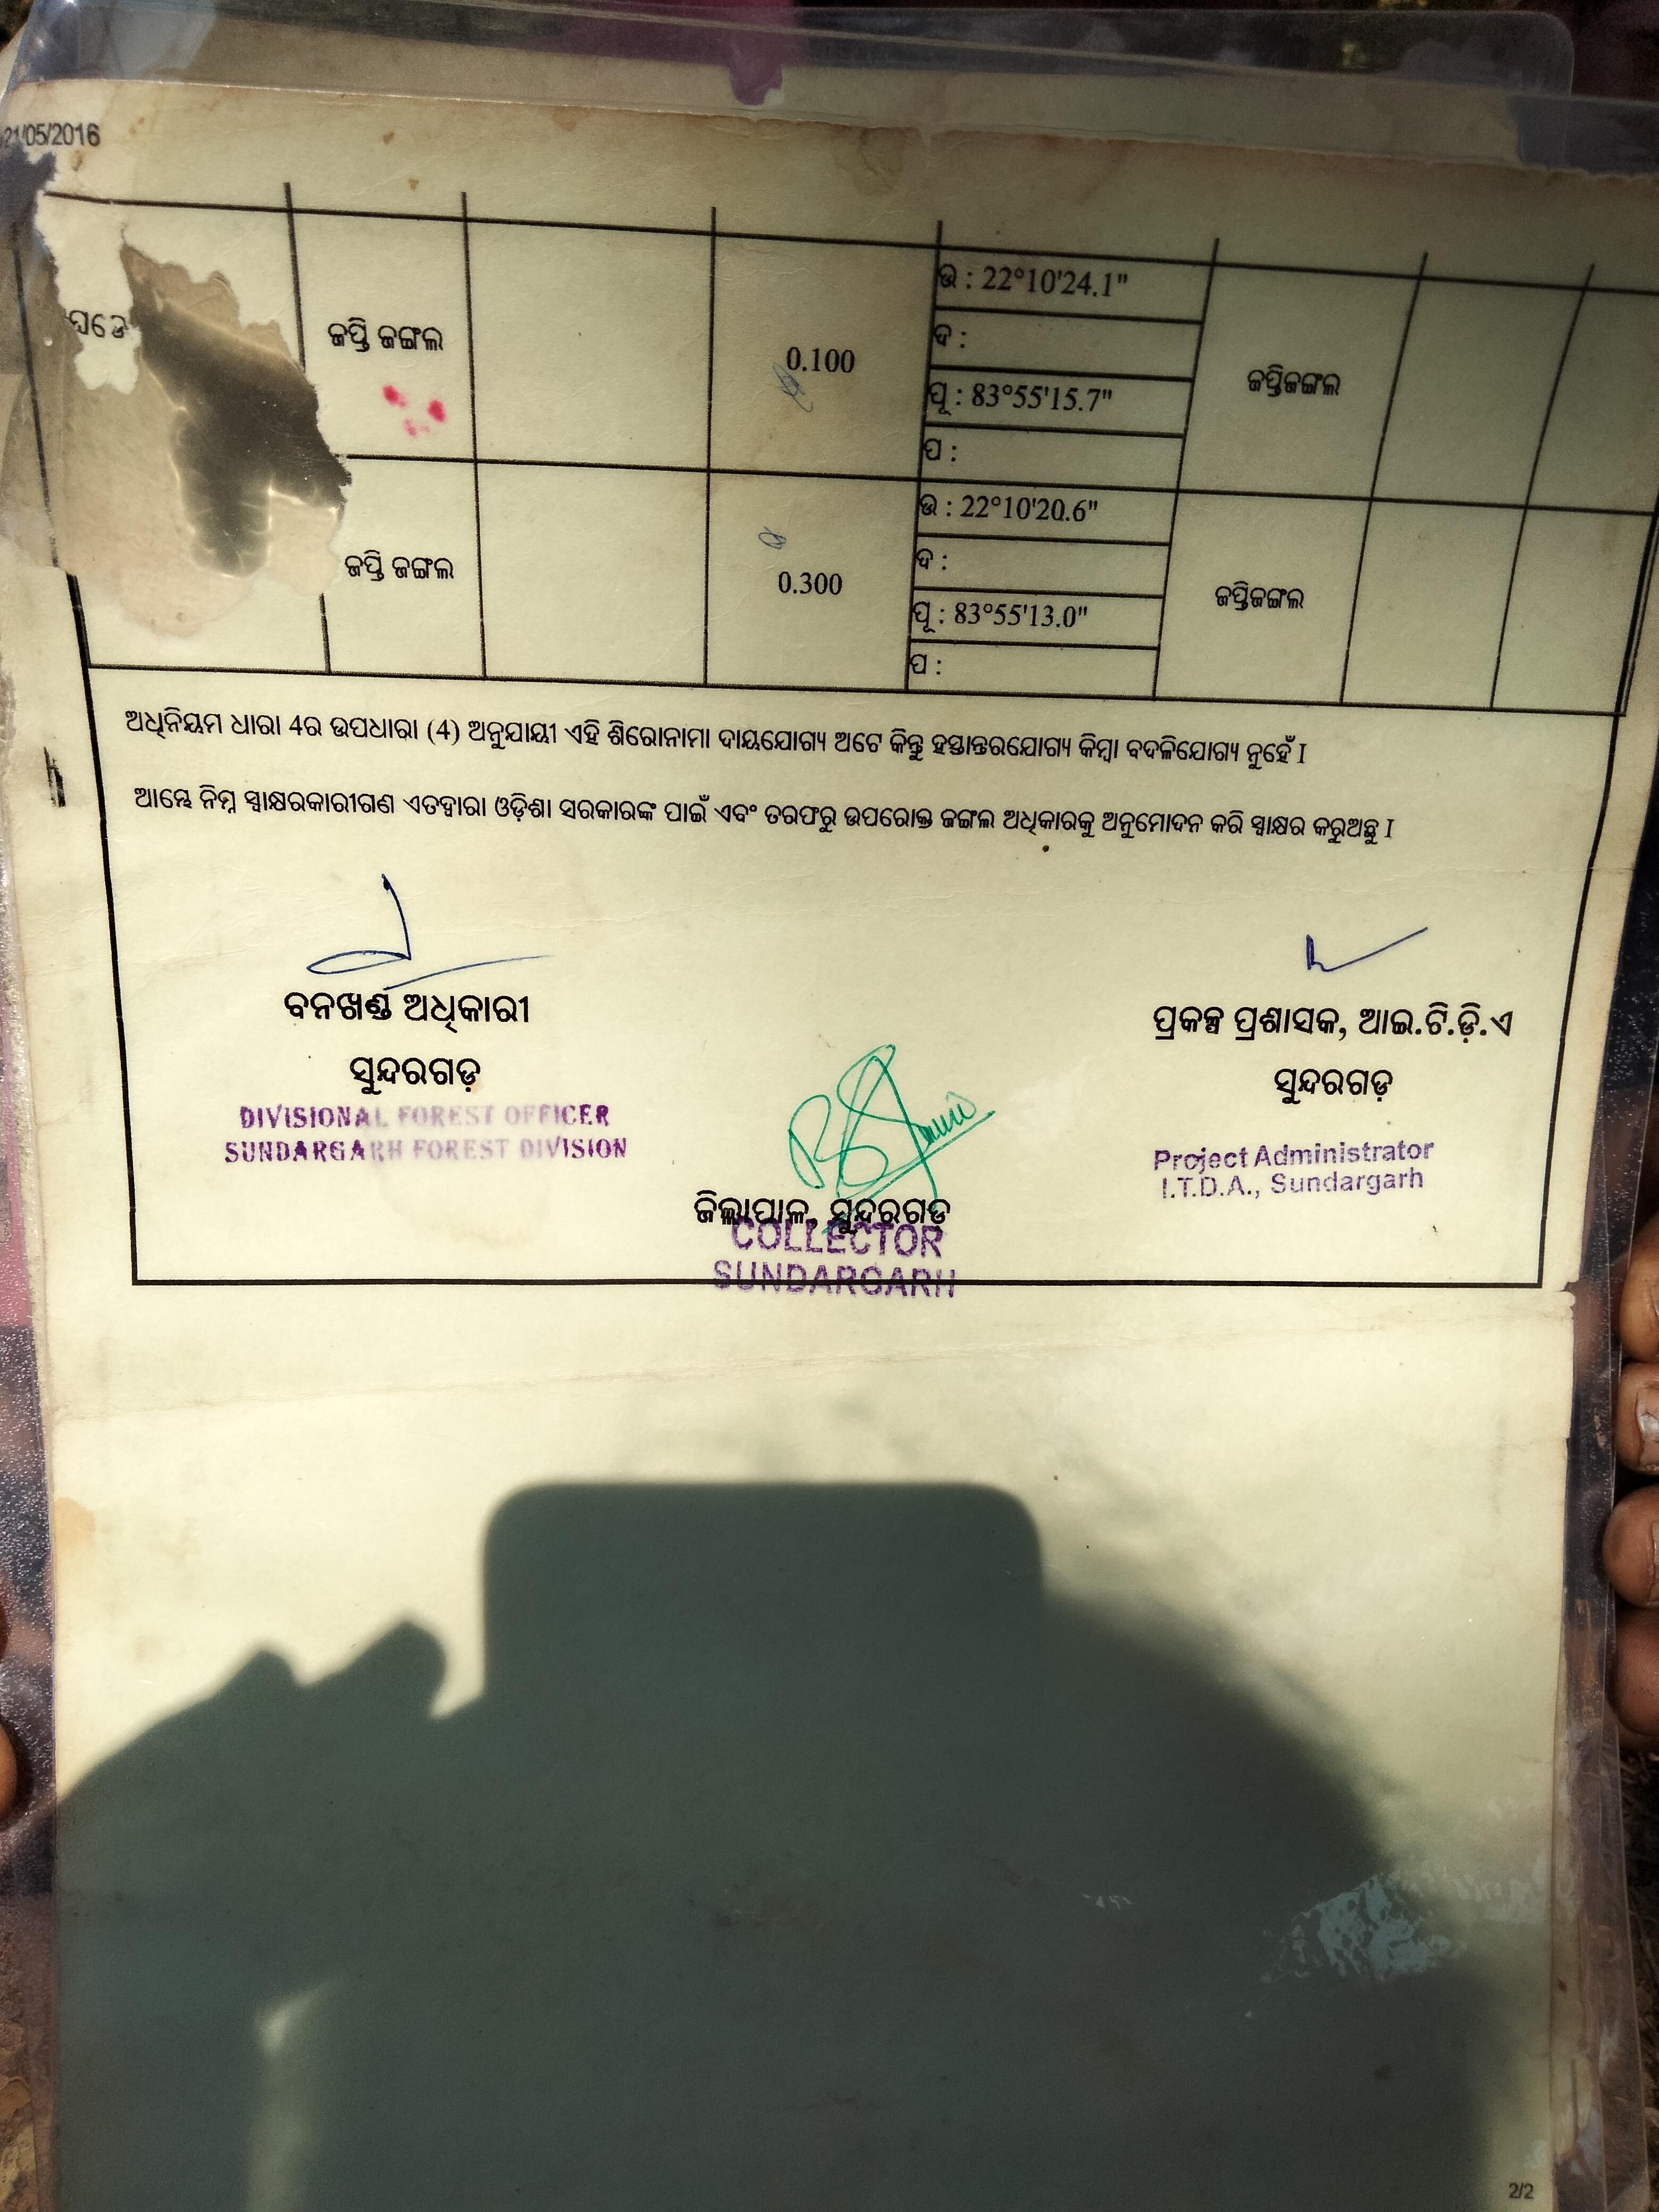 21/05/2016
ଜପ୍ତି ଜଙ୍ଗଲ
0.100
ଉ : 22°10'24.1"
ଦ :
ପୂ : 83°55'15.7"
ପ :
ଜପ୍ତିଜଙ୍ଗଲ
ଜପ୍ତି ଜଙ୍ଗଲ
0.300
ଉ : 22°10'20.6"
ଦ :
ପୂ : 83°55'13.0"
ପ :
ଜପ୍ତିଜଙ୍ଗଲ
ଅଧିନିୟମ ଧାରା 4ର ଉପଧାରା (4) ଅନୁଯାୟୀ ଏହି ଶିରୋନାମା ଦାୟଯୋଗ୍ୟ ଅଟେ କିନ୍ତୁ ହସ୍ତାନ୍ତରଯୋଗ୍ୟ କିମ୍ବା ବଦଳିଯୋଗ୍ୟ ନୁହେଁ I
ଆମ୍ଭେ ନିମ୍ନ ସ୍ୱାକ୍ଷରକାରୀଗଣ ଏତଦ୍ୱାରା ଓଡ଼ିଶା ସରକାରଙ୍କ ପାଇଁ ଏବଂ ତରଫରୁ ଉପରୋକ୍ତ ଜଙ୍ଗଲ ଅଧିକାରକୁ ଅନୁମୋଦନ କରି ସ୍ୱାକ୍ଷର କରୁଅଛୁ I
ବନଖଣ୍ଡ ଅଧିକାରୀ
ସୁନ୍ଦରଗଡ଼
DIVISIONAL FOREST OFFICER
SUNDARGARH FOREST DIVISION
ପ୍ରକଳ୍ପ ପ୍ରଶାସକ, ଆଇ.ଟି.ଡ଼ି.ଏ
ସୁନ୍ଦରଗଡ଼
Project Administrator
I.T.D.A., Sundargarh
ଜିଲ୍ଲାପାଳ, ସୁନ୍ଦରଗଡ଼
COLLECTOR
SUNDARGARH
2/2